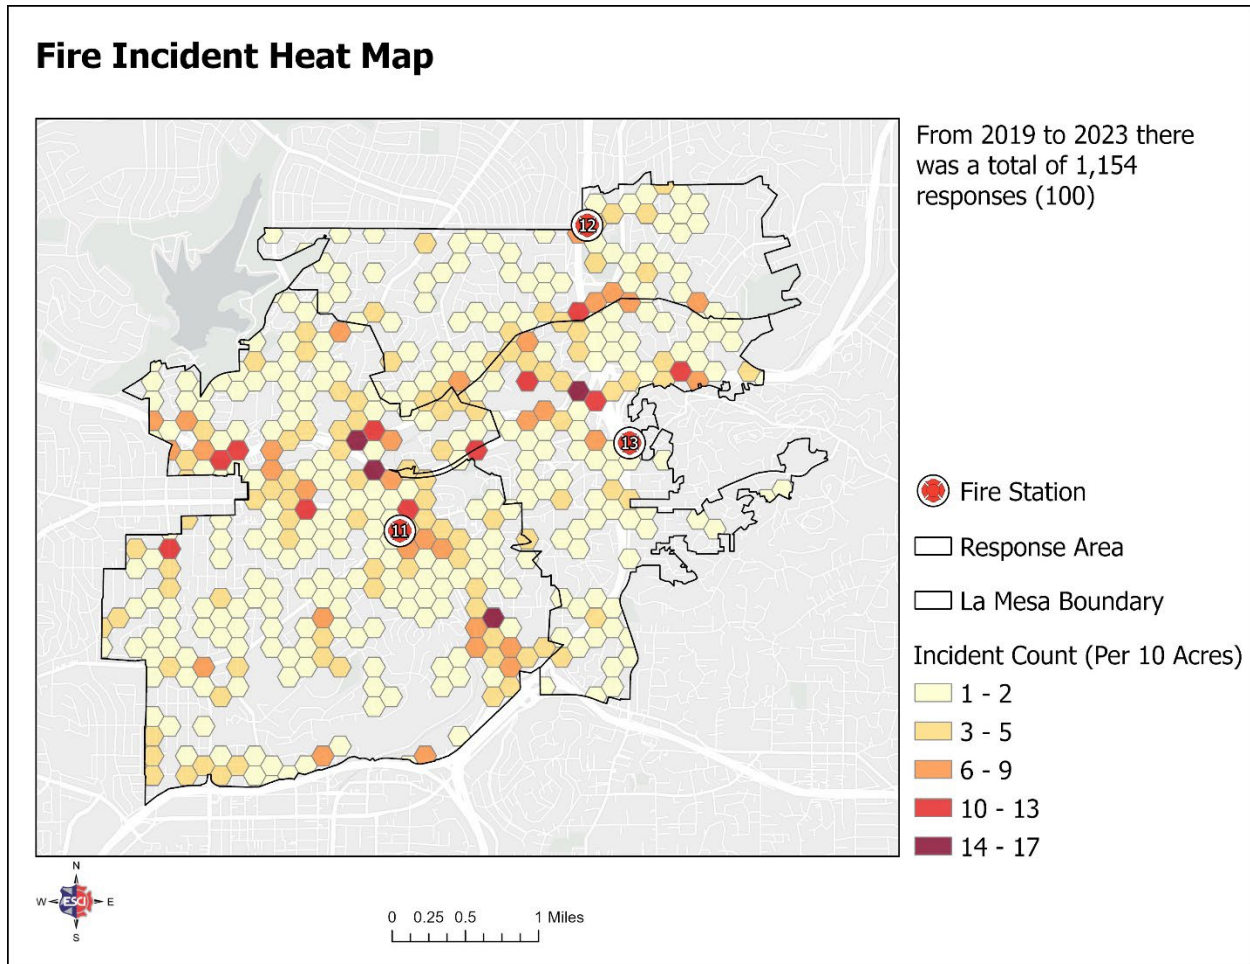 Fire Incident Heat Map
From 2019 to 2023 there
was a total of 1,154
responses (100)
12
13
11
Fire Station
Response Area
La Mesa Boundary
Incident Count (Per 10 Acres)
1 - 2
3 - 5
6 - 9
10 - 13
14 - 17
N
W E
ESCI
S
0 0.25 0.5 1 Miles